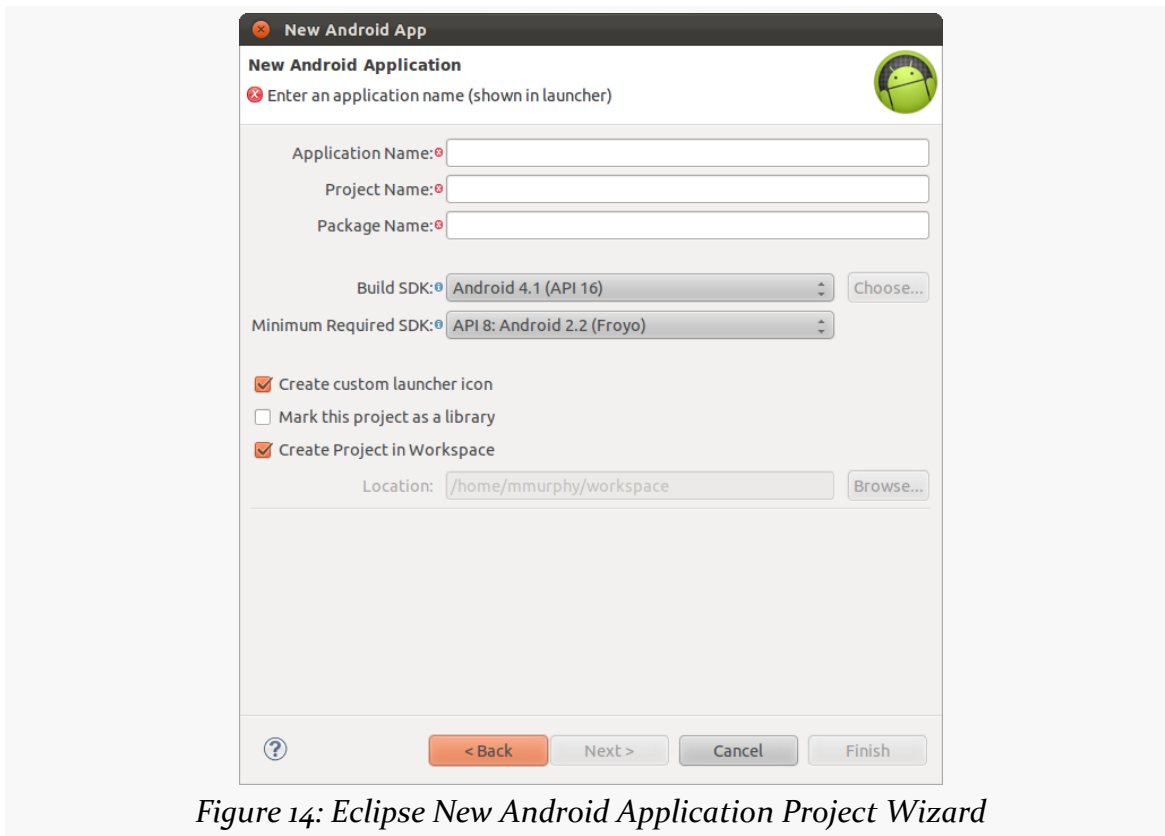 New Android App
New Android Application
Enter an application name (shown in launcher)
Application Name:
Project Name:
Package Name:
Build SDK: Android 4.1 (API 16) Choose...
Minimum Required SDK: API 8: Android 2.2 (Froyo)
Create custom launcher icon
Mark this project as a library
Create Project in Workspace
Location: /home/mmurphy/workspace Browse...
? < Back Next > Cancel Finish
Figure 14: Eclipse New Android Application Project Wizard